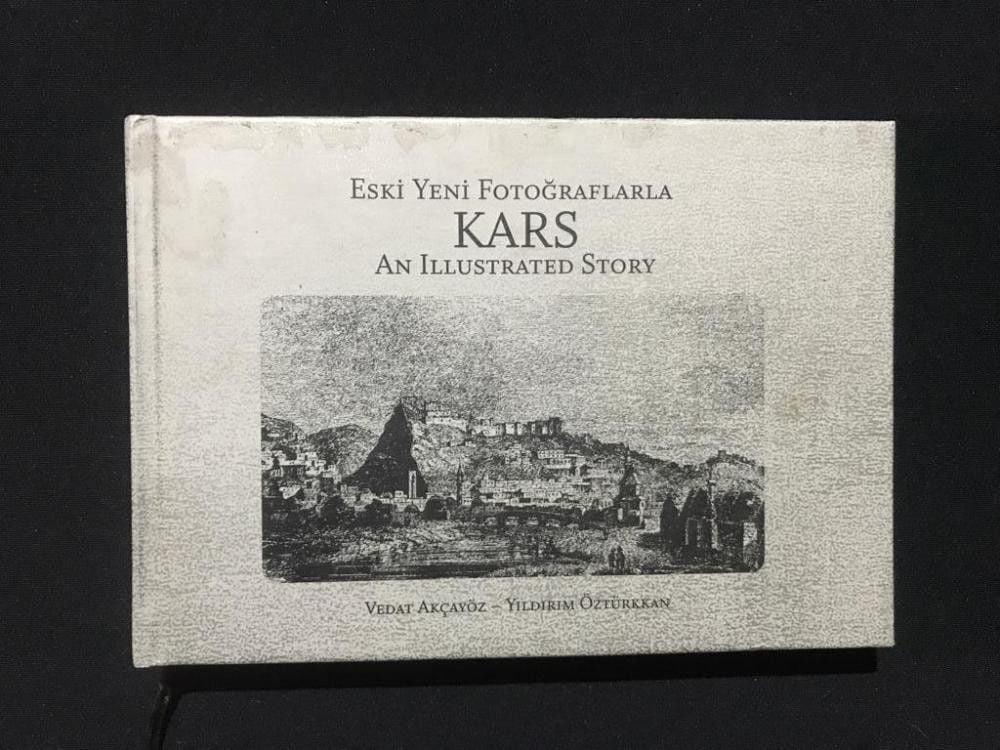 Eski Yeni Fotoğraflarla
KARS
An Illustrated Story
Vedat Akçayöz – Yıldırım Öztürkkan